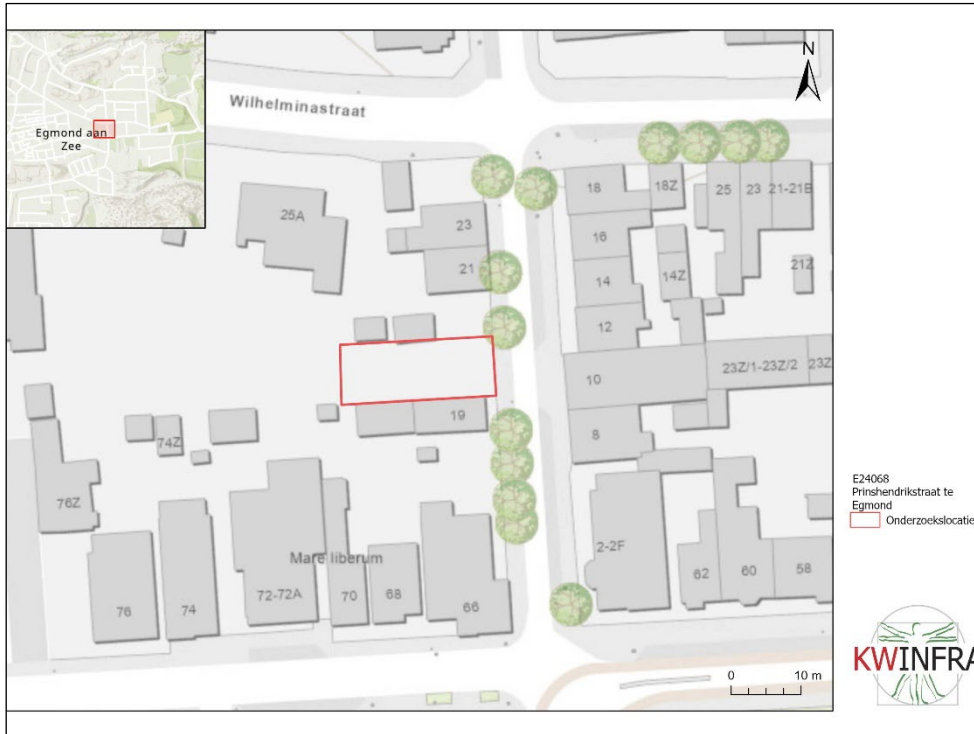 Egmond aan
Zee
Wilhelminastraat
N
25A
23
21
18
18Z
25
23
21-21B
16
14
14Z
21Z
12
10
23Z/1-23Z/2
23Z
8
19
74Z
76Z
Mare liberum
76
74
72-72A
70
68
66
2-2F
62
60
58
0
10 m
E24068
Prinshendrikstraat te
Egmond
Onderzoekslocatie
KWINFRA